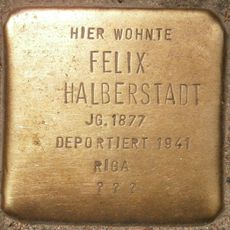 HIER WOHNTE
FELIX
HALBERSTADT
JG. 1877
DEPORTIERT 1941
RIGA
? ? ?